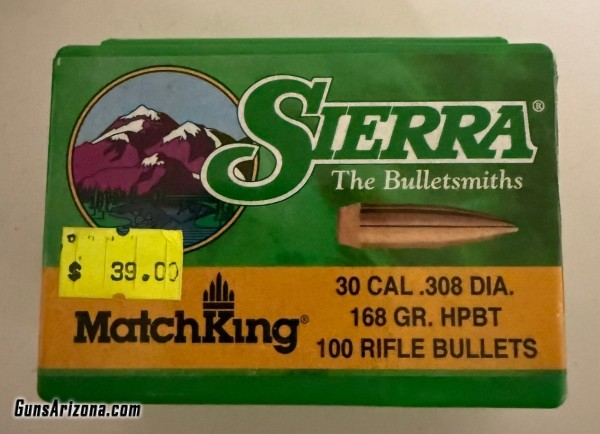 SIERRA®
The Bulletsmiths
$ 39.00
MatchKing®
30 CAL .308 DIA.
168 GR. HPBT
100 RIFLE BULLETS
GunsArizona.com